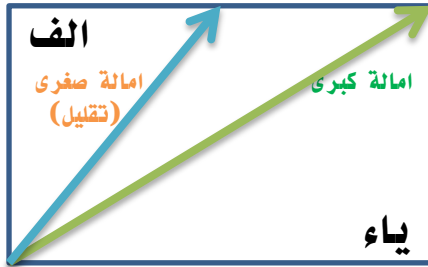 الف
امالة صغرى
(تقليل)
امالة كبرى
ياء